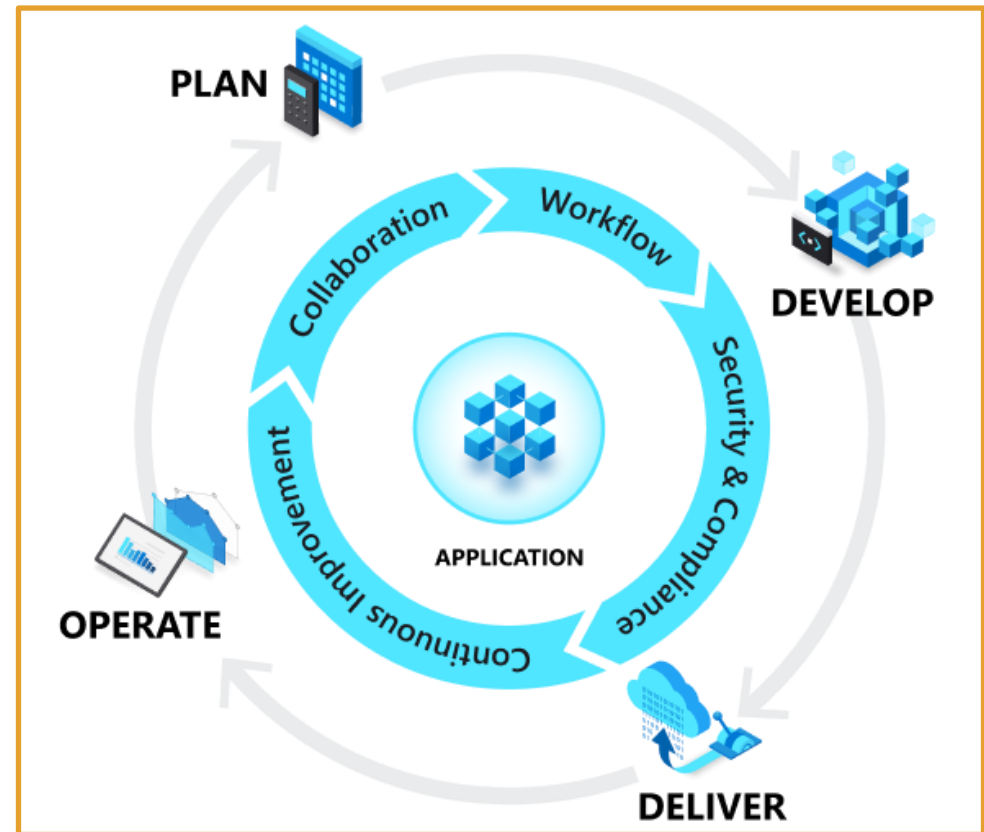 PLAN
DEVELOP
DELIVER
OPERATE
Collaboration
Workflow
Security & Compliance
Continuous Improvement
APPLICATION